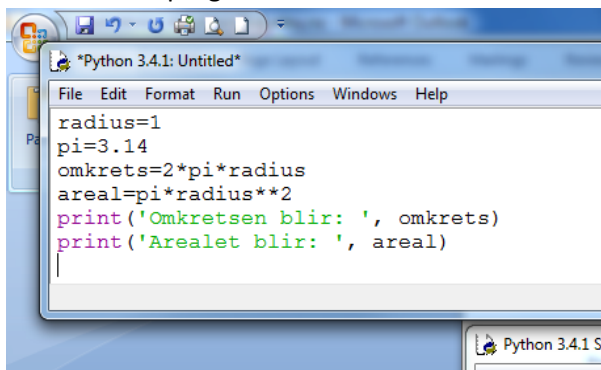 *Python 3.4.1: Untitled*
File Edit Format Run Options Windows Help
radius=1
pi=3.14
omkrets=2*pi*radius
areal=pi*radius**2
print('Omkretsen blir: ', omkrets)
print('Arealet blir: ', areal)
Python 3.4.1 S